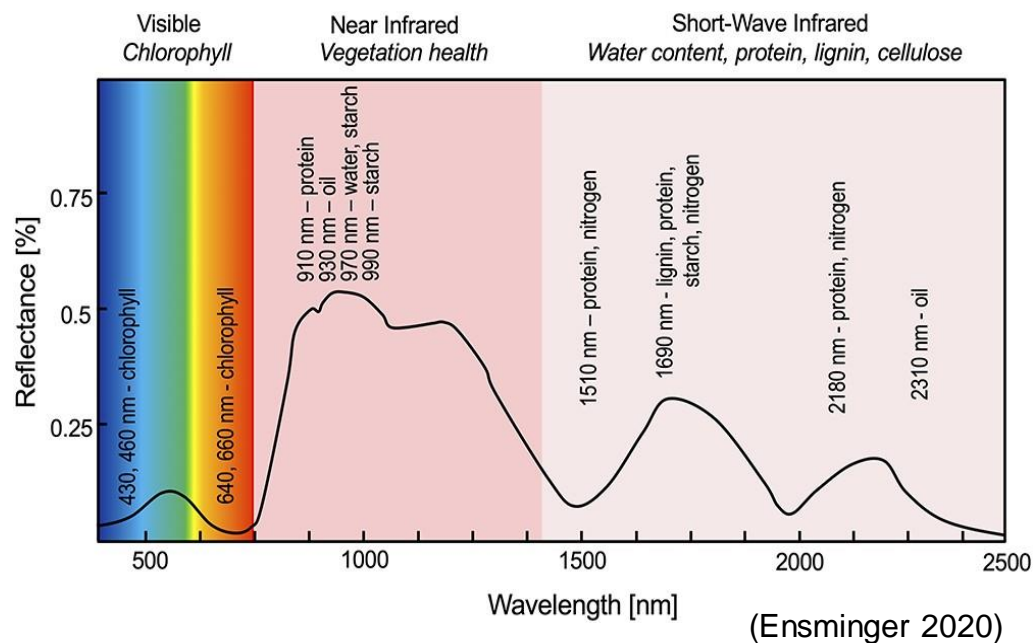 Visible
Chlorophyll
Near Infrared
Vegetation health
Short-Wave Infrared
Water content, protein, lignin, cellulose
Reflectance [%]
0.75
0.5
0.25
430, 460 nm - chlorophyll
640, 660 nm - chlorophyll
910 nm – protein
930 nm – oil
970 nm – water, starch
990 nm – starch
1510 nm – protein, nitrogen
1690 nm - lignin, protein,
starch, nitrogen
2180 nm - protein, nitrogen
2310 nm - oil
500
1000
1500
2000
2500
Wavelength [nm]
(Ensminger 2020)